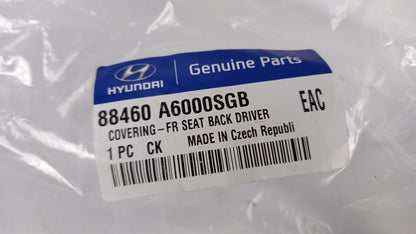 HYUNDAI
Genuine Parts
88460 A6000SGB
EAC
COVERING-FR SEAT BACK DRIVER
1 PC CK MADE IN Czech Republi